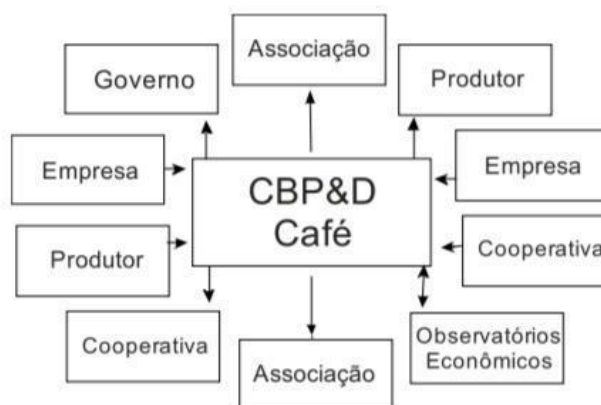 Associação
Governo
Produtor
Empresa
CBP&D
Café
Empresa
Produtor
Cooperativa
Cooperativa
Associação
Observatórios
Econômicos